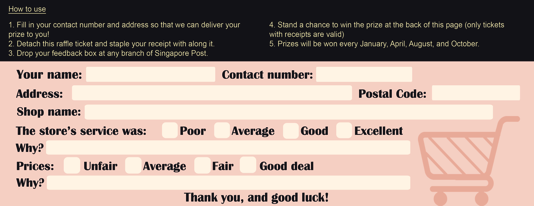 How to use
1. Fill in your contact number and address so that we can deliver your
prize to you!
2. Detach this raffle ticket and staple your receipt with along it.
3. Drop your feedback box at any branch of Singapore Post.
4. Stand a chance to win the prize at the back of this page (only tickets
with receipts are valid)
5. Prizes will be won every January, April, August, and October.
Your name: Contact number:
Address: Postal Code:
Shop name:
The store's service was: Poor Average Good Excellent
Why?
Prices: Unfair Average Fair Good deal
Why?
Thank you, and good luck!